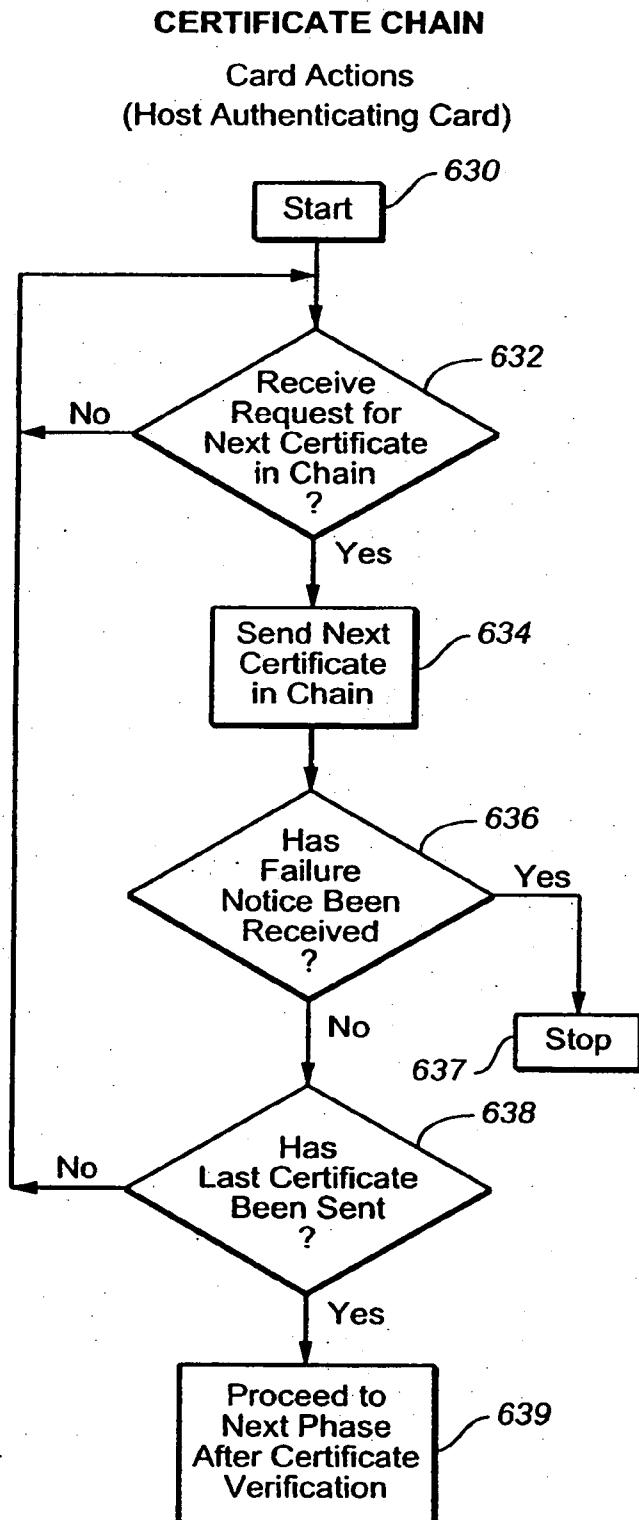 CERTIFICATE CHAIN
Card Actions
(Host Authenticating Card)
630
Start
632
Receive
Request for
Next Certificate
in Chain
?
No
Yes
634
Send Next
Certificate
in Chain
636
Has
Failure
Notice Been
Received
?
Yes
No
Stop
637
638
Has
Last Certificate
Been Sent
?
No
Yes
Proceed to
Next Phase
After Certificate
Verification
639